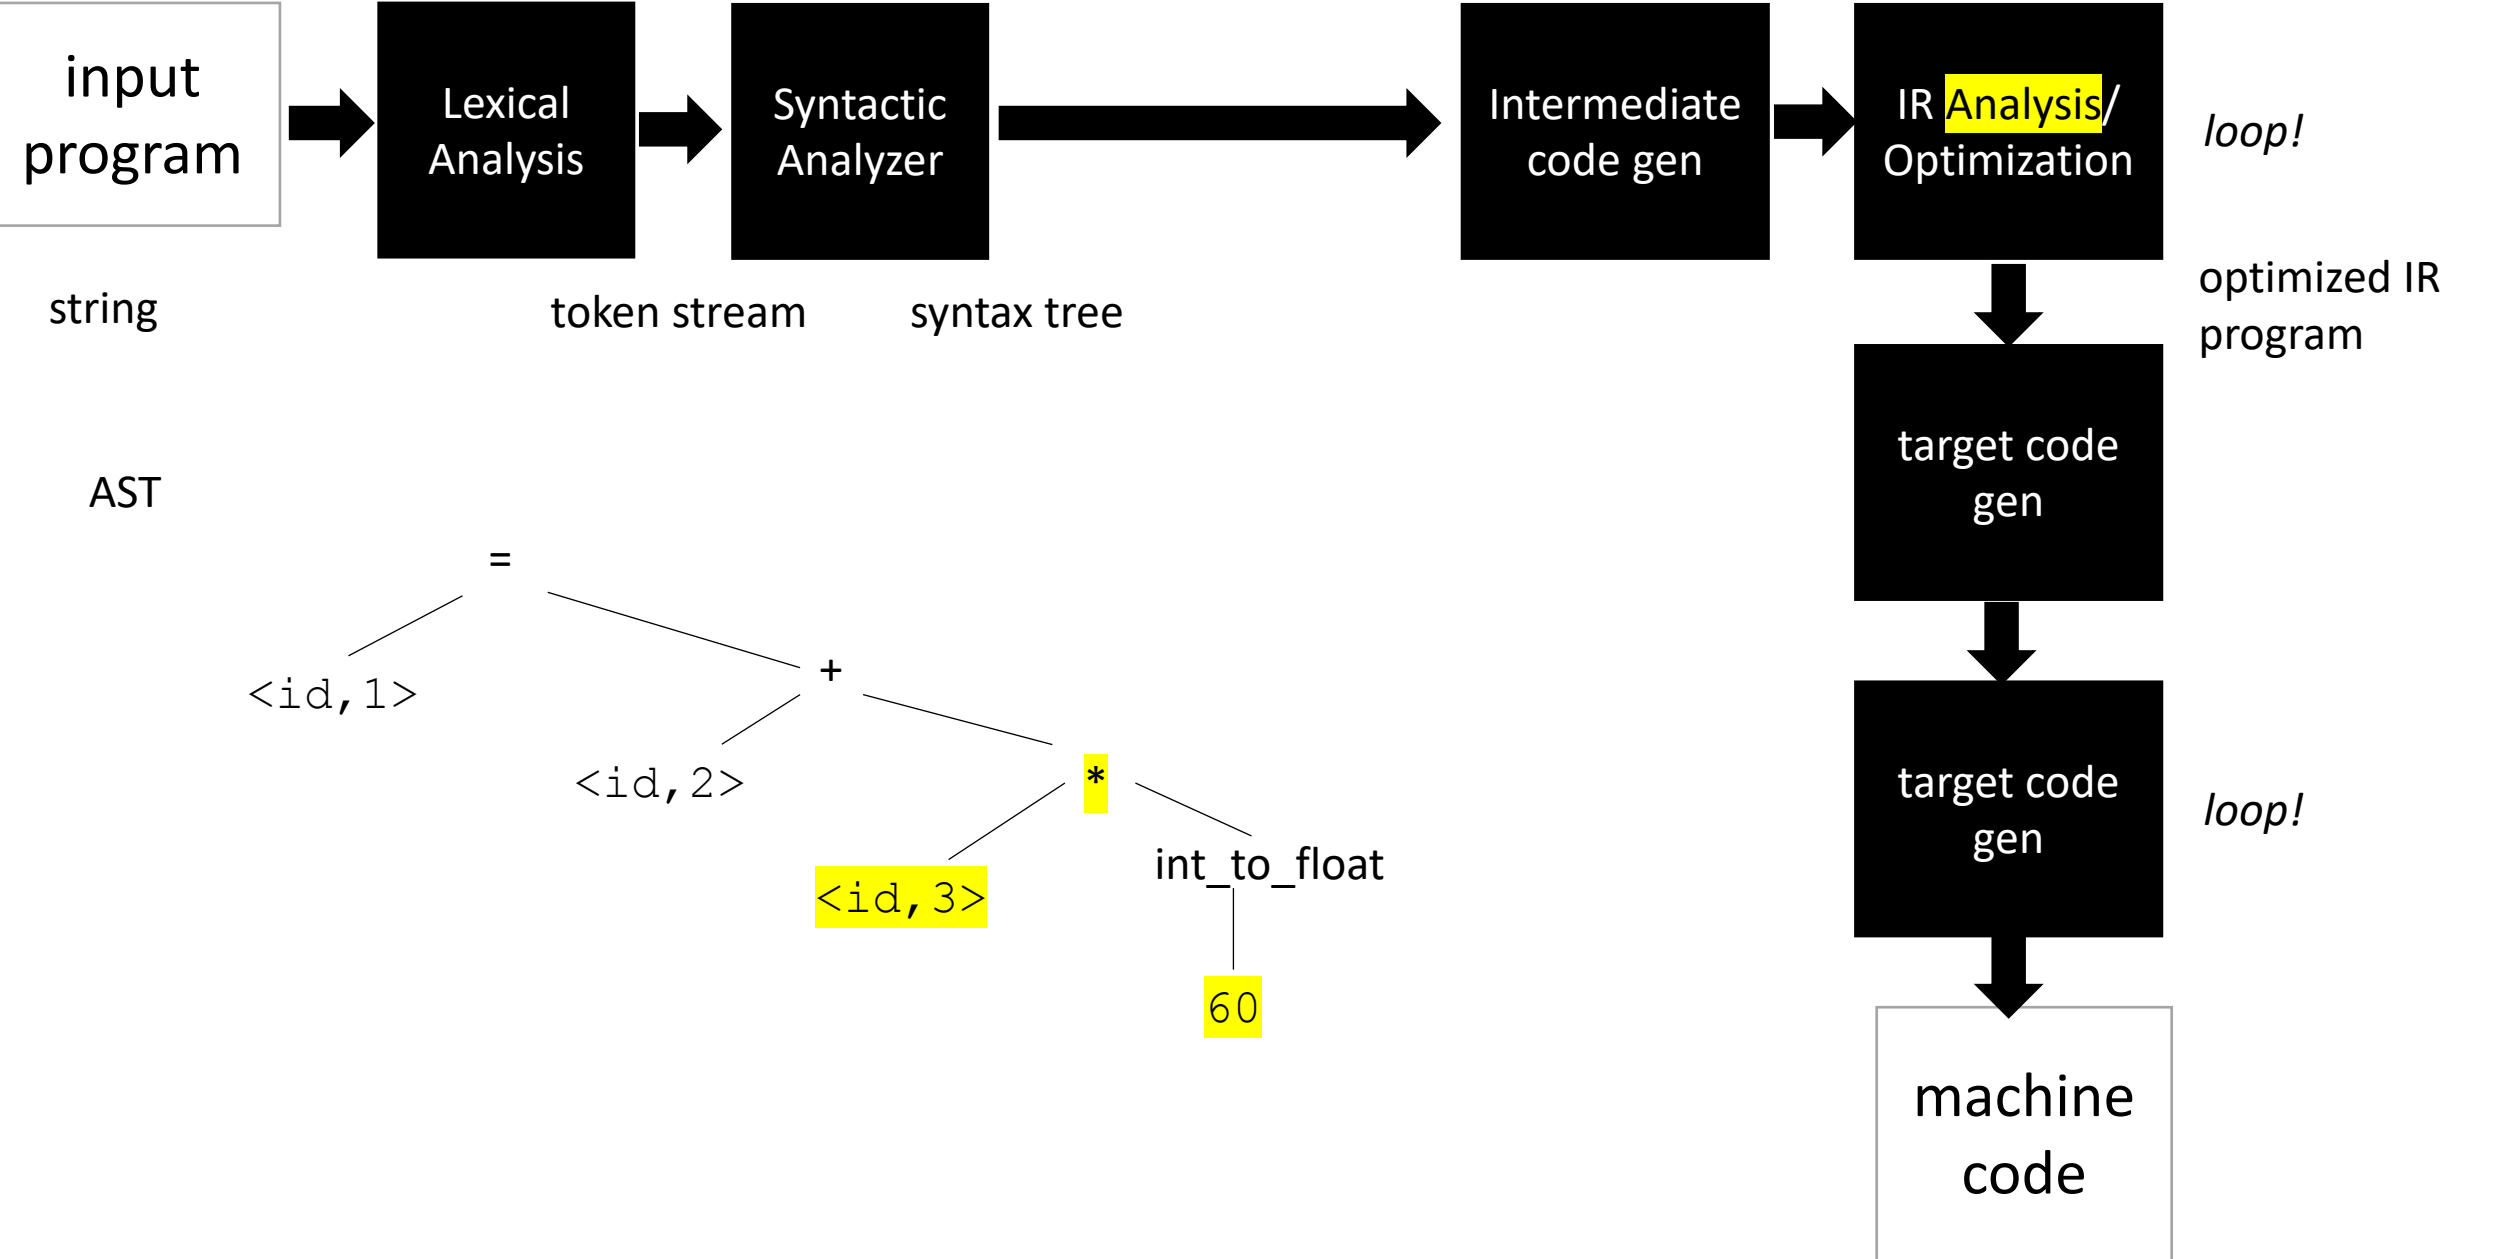 input
program
Lexical
Analysis
Syntactic
Analyzer
Intermediate
code gen
IR Analysis/
Optimization
loop!
string
token stream
syntax tree
optimized IR
program
target code
gen
AST
=
<id,1>
+
<id,2>
*
<id,3>
int_to_float
60
target code
gen
loop!
machine
code